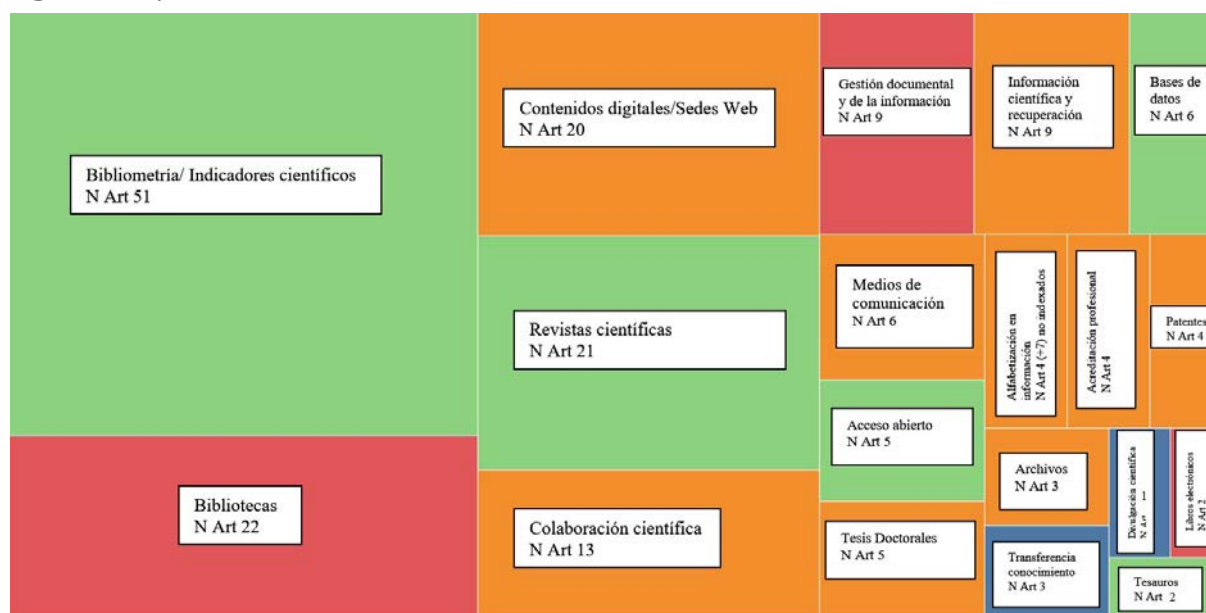 Bibliometría/ Indicadores científicos
N Art 51
Bibliotecas
N Art 22
Contenidos digitales/Sedes Web
N Art 20
Revistas científicas
N Art 21
Colaboración científica
N Art 13
Gestión documental
y de la información
N Art 9
Información
científica y
recuperación
N Art 9
Bases de
datos
N Art 6
Medios de
comunicación
N Art 6
Alfabetización en
información
N Art 4 (+7) no indexados
Acreditación profesional
N Art 4
Patentes
N Art 4
Acceso abierto
N Art 5
Tesis Doctorales
N Art 5
Archivos
N Art 3
Transferencia
conocimiento
N Art 3
Divulgación científica
N Art 1
Libros electrónicos
N Art 2
Tesauros
N Art 2